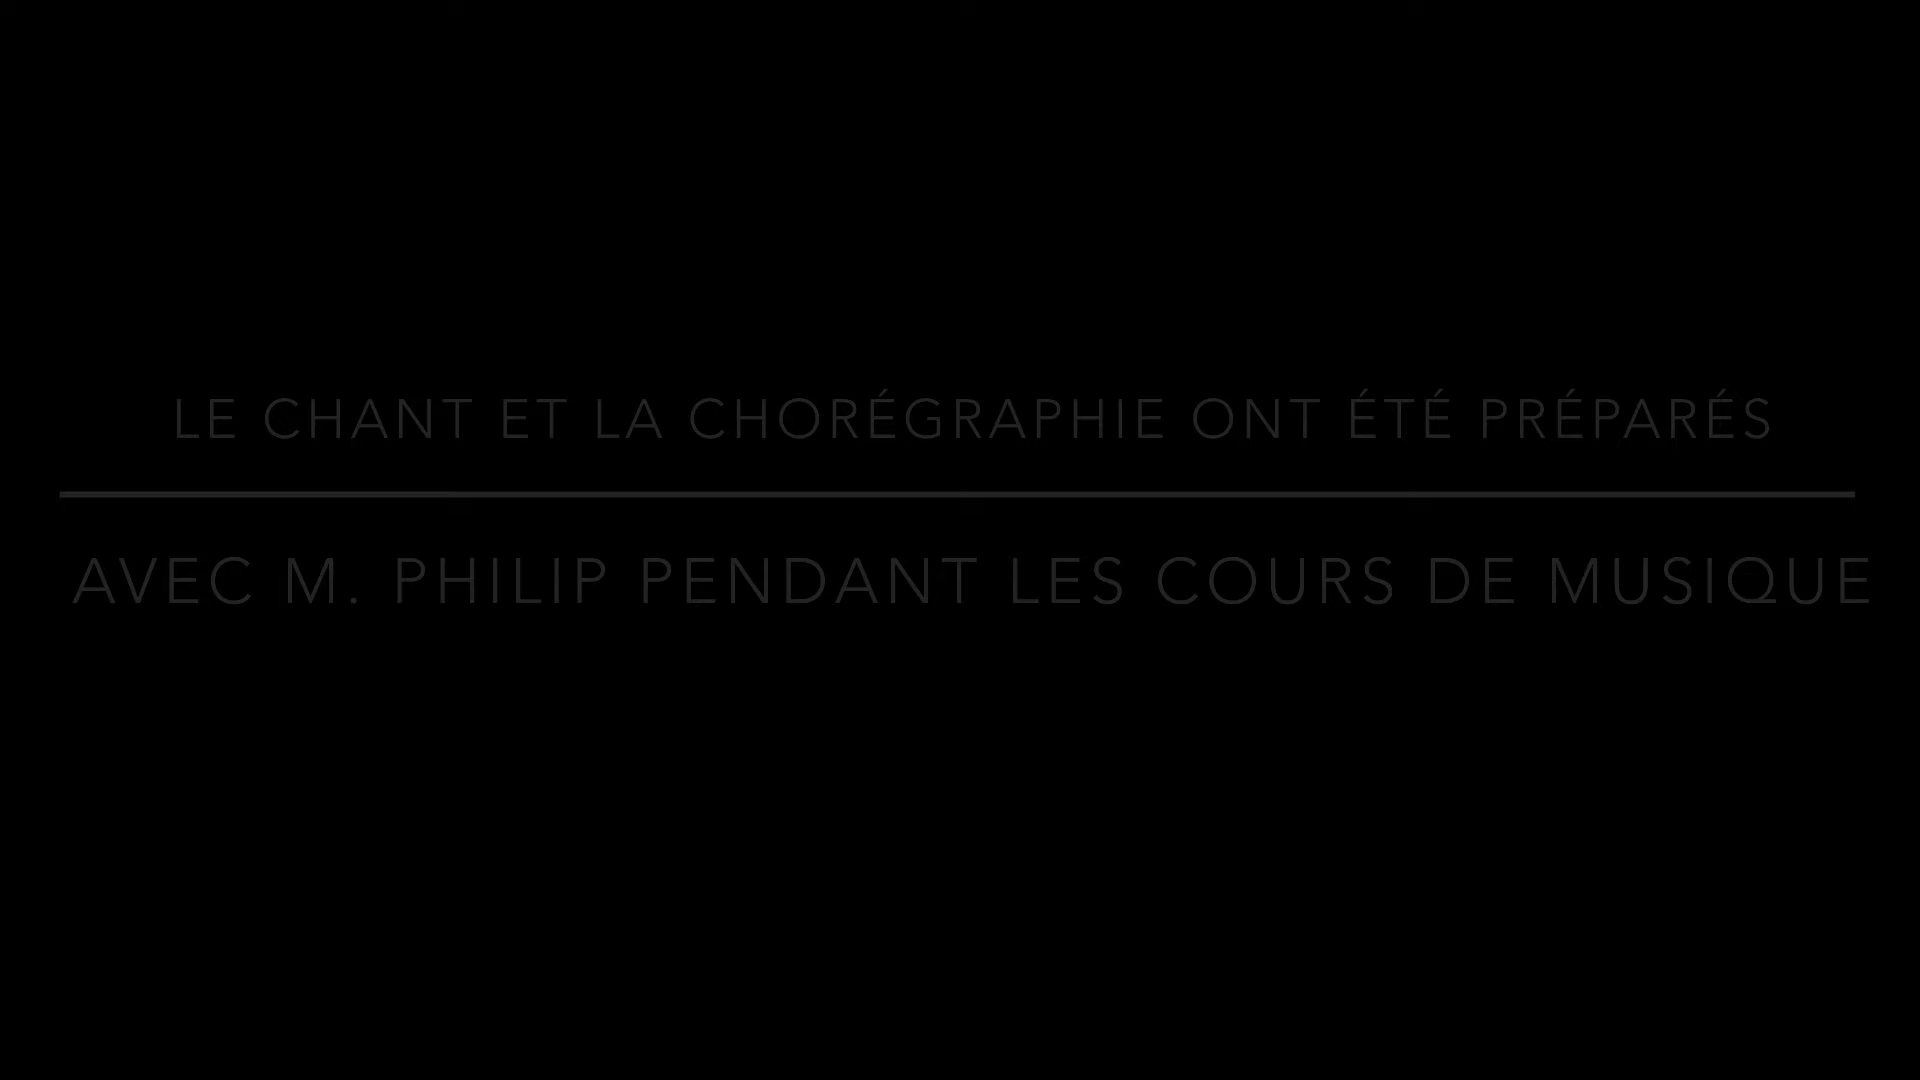 LE CHANT ET LA CHORÉGRAPHIE ONT ÉTÉ PRÉPARÉS
AVEC M. PHILIP PENDANT LES COURS DE MUSIQUE